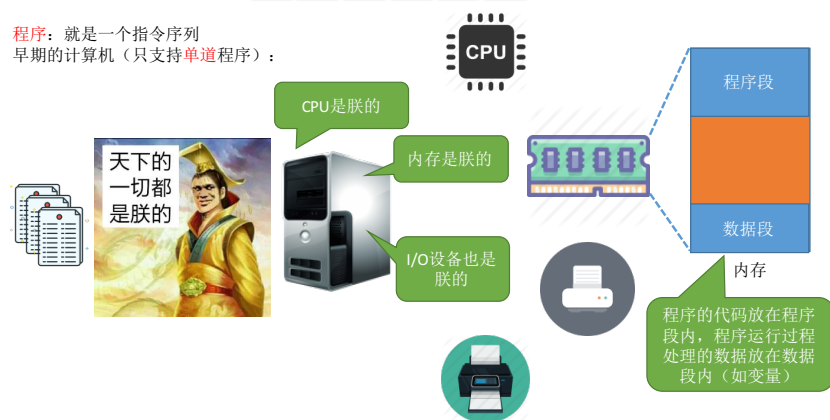 程序：就是一个指令序列
早期的计算机（只支持单道程序）：
CPU
CPU是朕的
程序段
天下的
一切都
是朕的
内存是朕的
I/O设备也是
朕的
数据段
内存
程序的代码放在程序
段内，程序运行过程
处理的数据放在数据
段内（如变量）